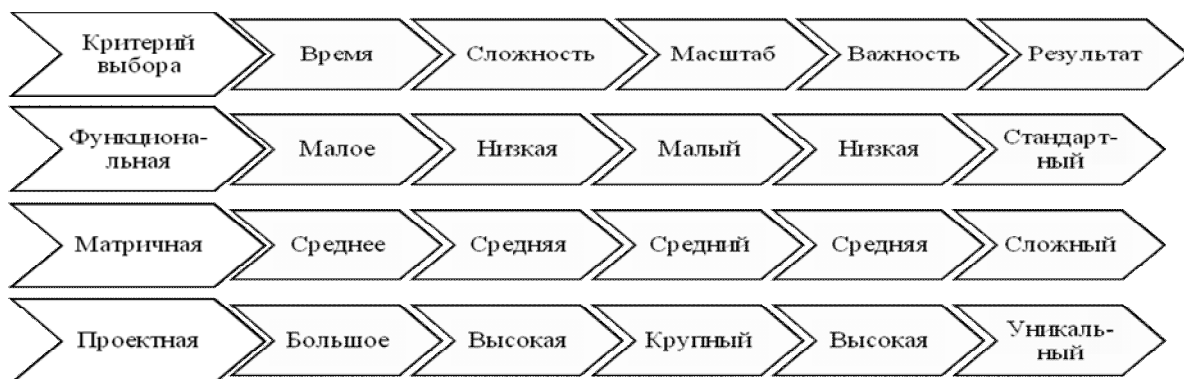 Критерий
выбора
Время
Сложность
Масштаб
Важность
Результат
Функциона-
льная
Малое
Низкая
Малый
Низкая
Стандарт-
ный
Матричная
Среднее
Средняя
Средний
Средняя
Сложный
Проектная
Большое
Высокая
Крупный
Высокая
Уникаль-
ный